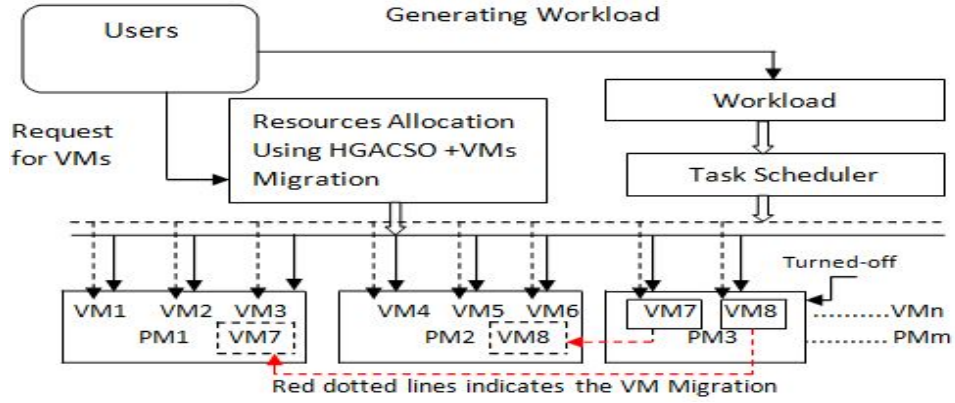 Generating Workload
Users
Workload
Request
for VMs
Resources Allocation
Using HGACSO +VMs
Migration
Task Scheduler
Turned-off
VM1 VM2 VM3
PM1 VM7
VM4 VM5 VM6
PM2 VM8
VM7 VM8
PM3
VMn
PMm
Red dotted lines indicates the VM Migration